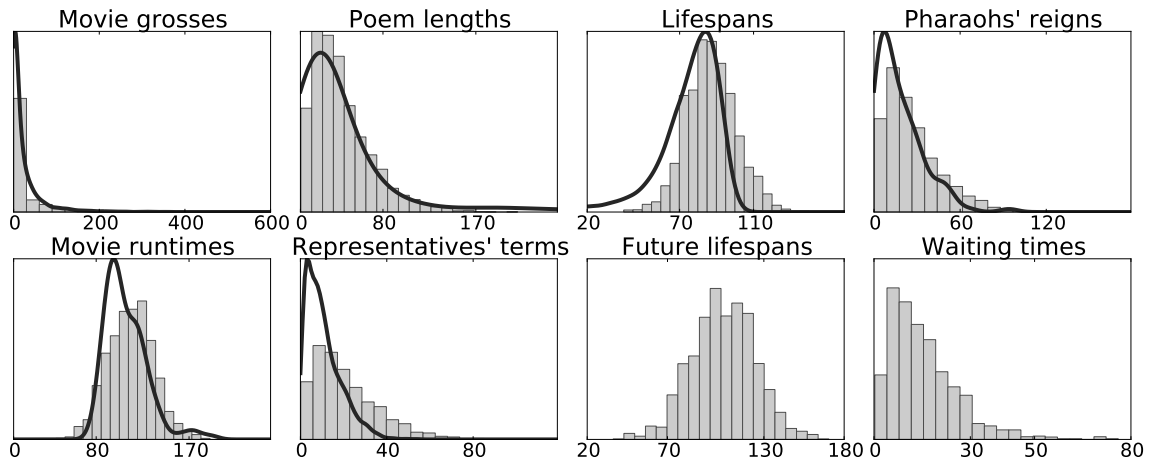 Movie grosses Poem lengths Lifespans Pharaohs' reigns
0 200 400 600 0 80 170 20 70 110 0 60 120
Movie runtimes Representatives' terms Future lifespans Waiting times
80 170 0 40 80 20 70 130 180 0 30 50 80